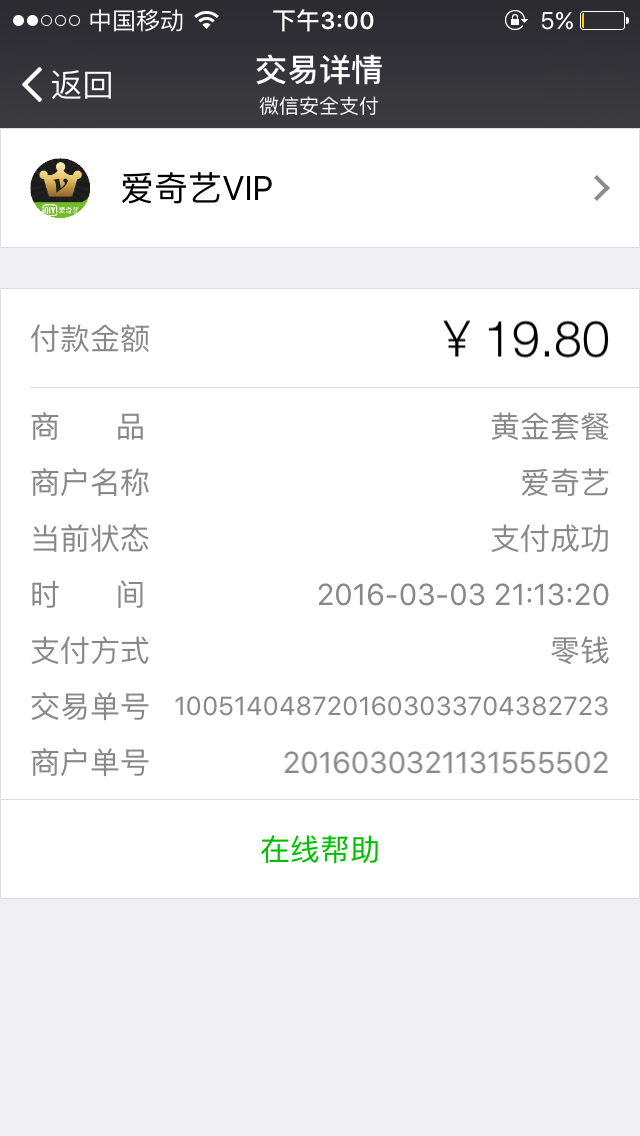 中国移动 下午3:00 5%
返回 交易详情
微信安全支付
爱奇艺VIP
付款金额 ¥ 19.80
商 品 黄金套餐
商户名称 爱奇艺
当前状态 支付成功
时 间 2016-03-03 21:13:20
支付方式 零钱
交易单号 1005140487201603033704382723
商户单号 2016030321131555502
在线帮助